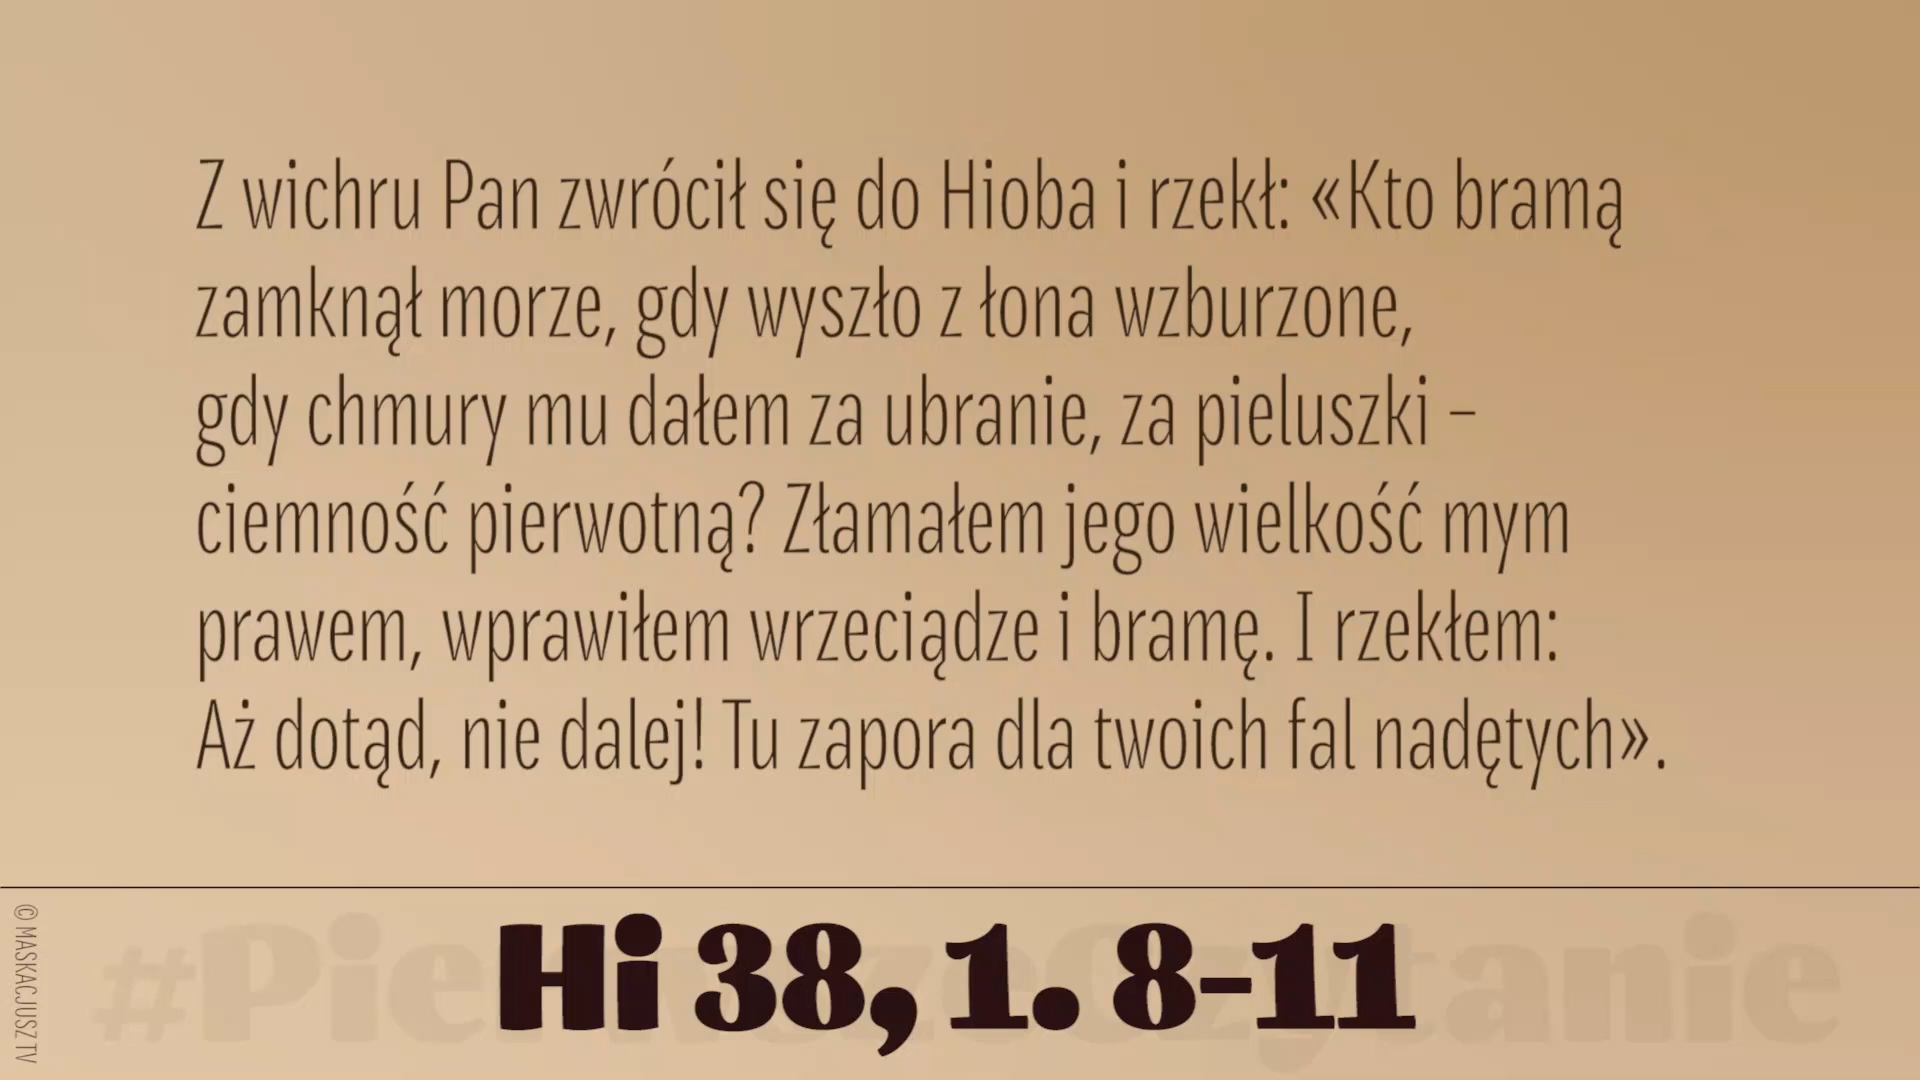 Z wichru Pan zwrócił się do Hioba i rzekł: «Kto bramą
zamknął morze, gdy wyszło z łona wzburzone,
gdy chmury mu dałem za ubranie, za pieluszki –
ciemność pierwotną? Złamałem jego wielkość mym
prawem, wprawiłem wrzeciądze i bramę. I rzekłem:
Aż dotąd, nie dalej! Tu zapora dla twoich fal nadętych».
#PierwszeCzytanie
Hi 38, 1. 8-11
© MASKACJUSZ TV